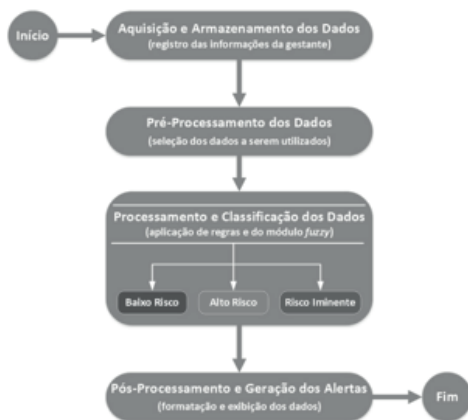 Início
Aquisição e Armazenamento dos Dados
(registro das informações da gestante)
Pré-Processamento dos Dados
(seleção dos dados a serem utilizados)
Processamento e Classificação dos Dados
(aplicação de regras e do módulo fuzzy)
Baixo Risco
Alto Risco
Risco Iminente
Pós-Processamento e Geração dos Alertas
(formatação e exibição dos dados)
Fim